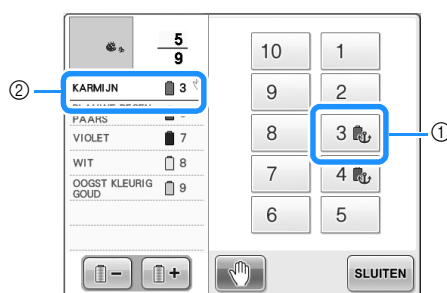 5
9
② KARMIJN 3
PAARS
VIOLET 7
WIT 8
OOGST KLEURIG 9
GOUD
10 1
9 2
8 3 ①
7 4
6 5
SLUITEN